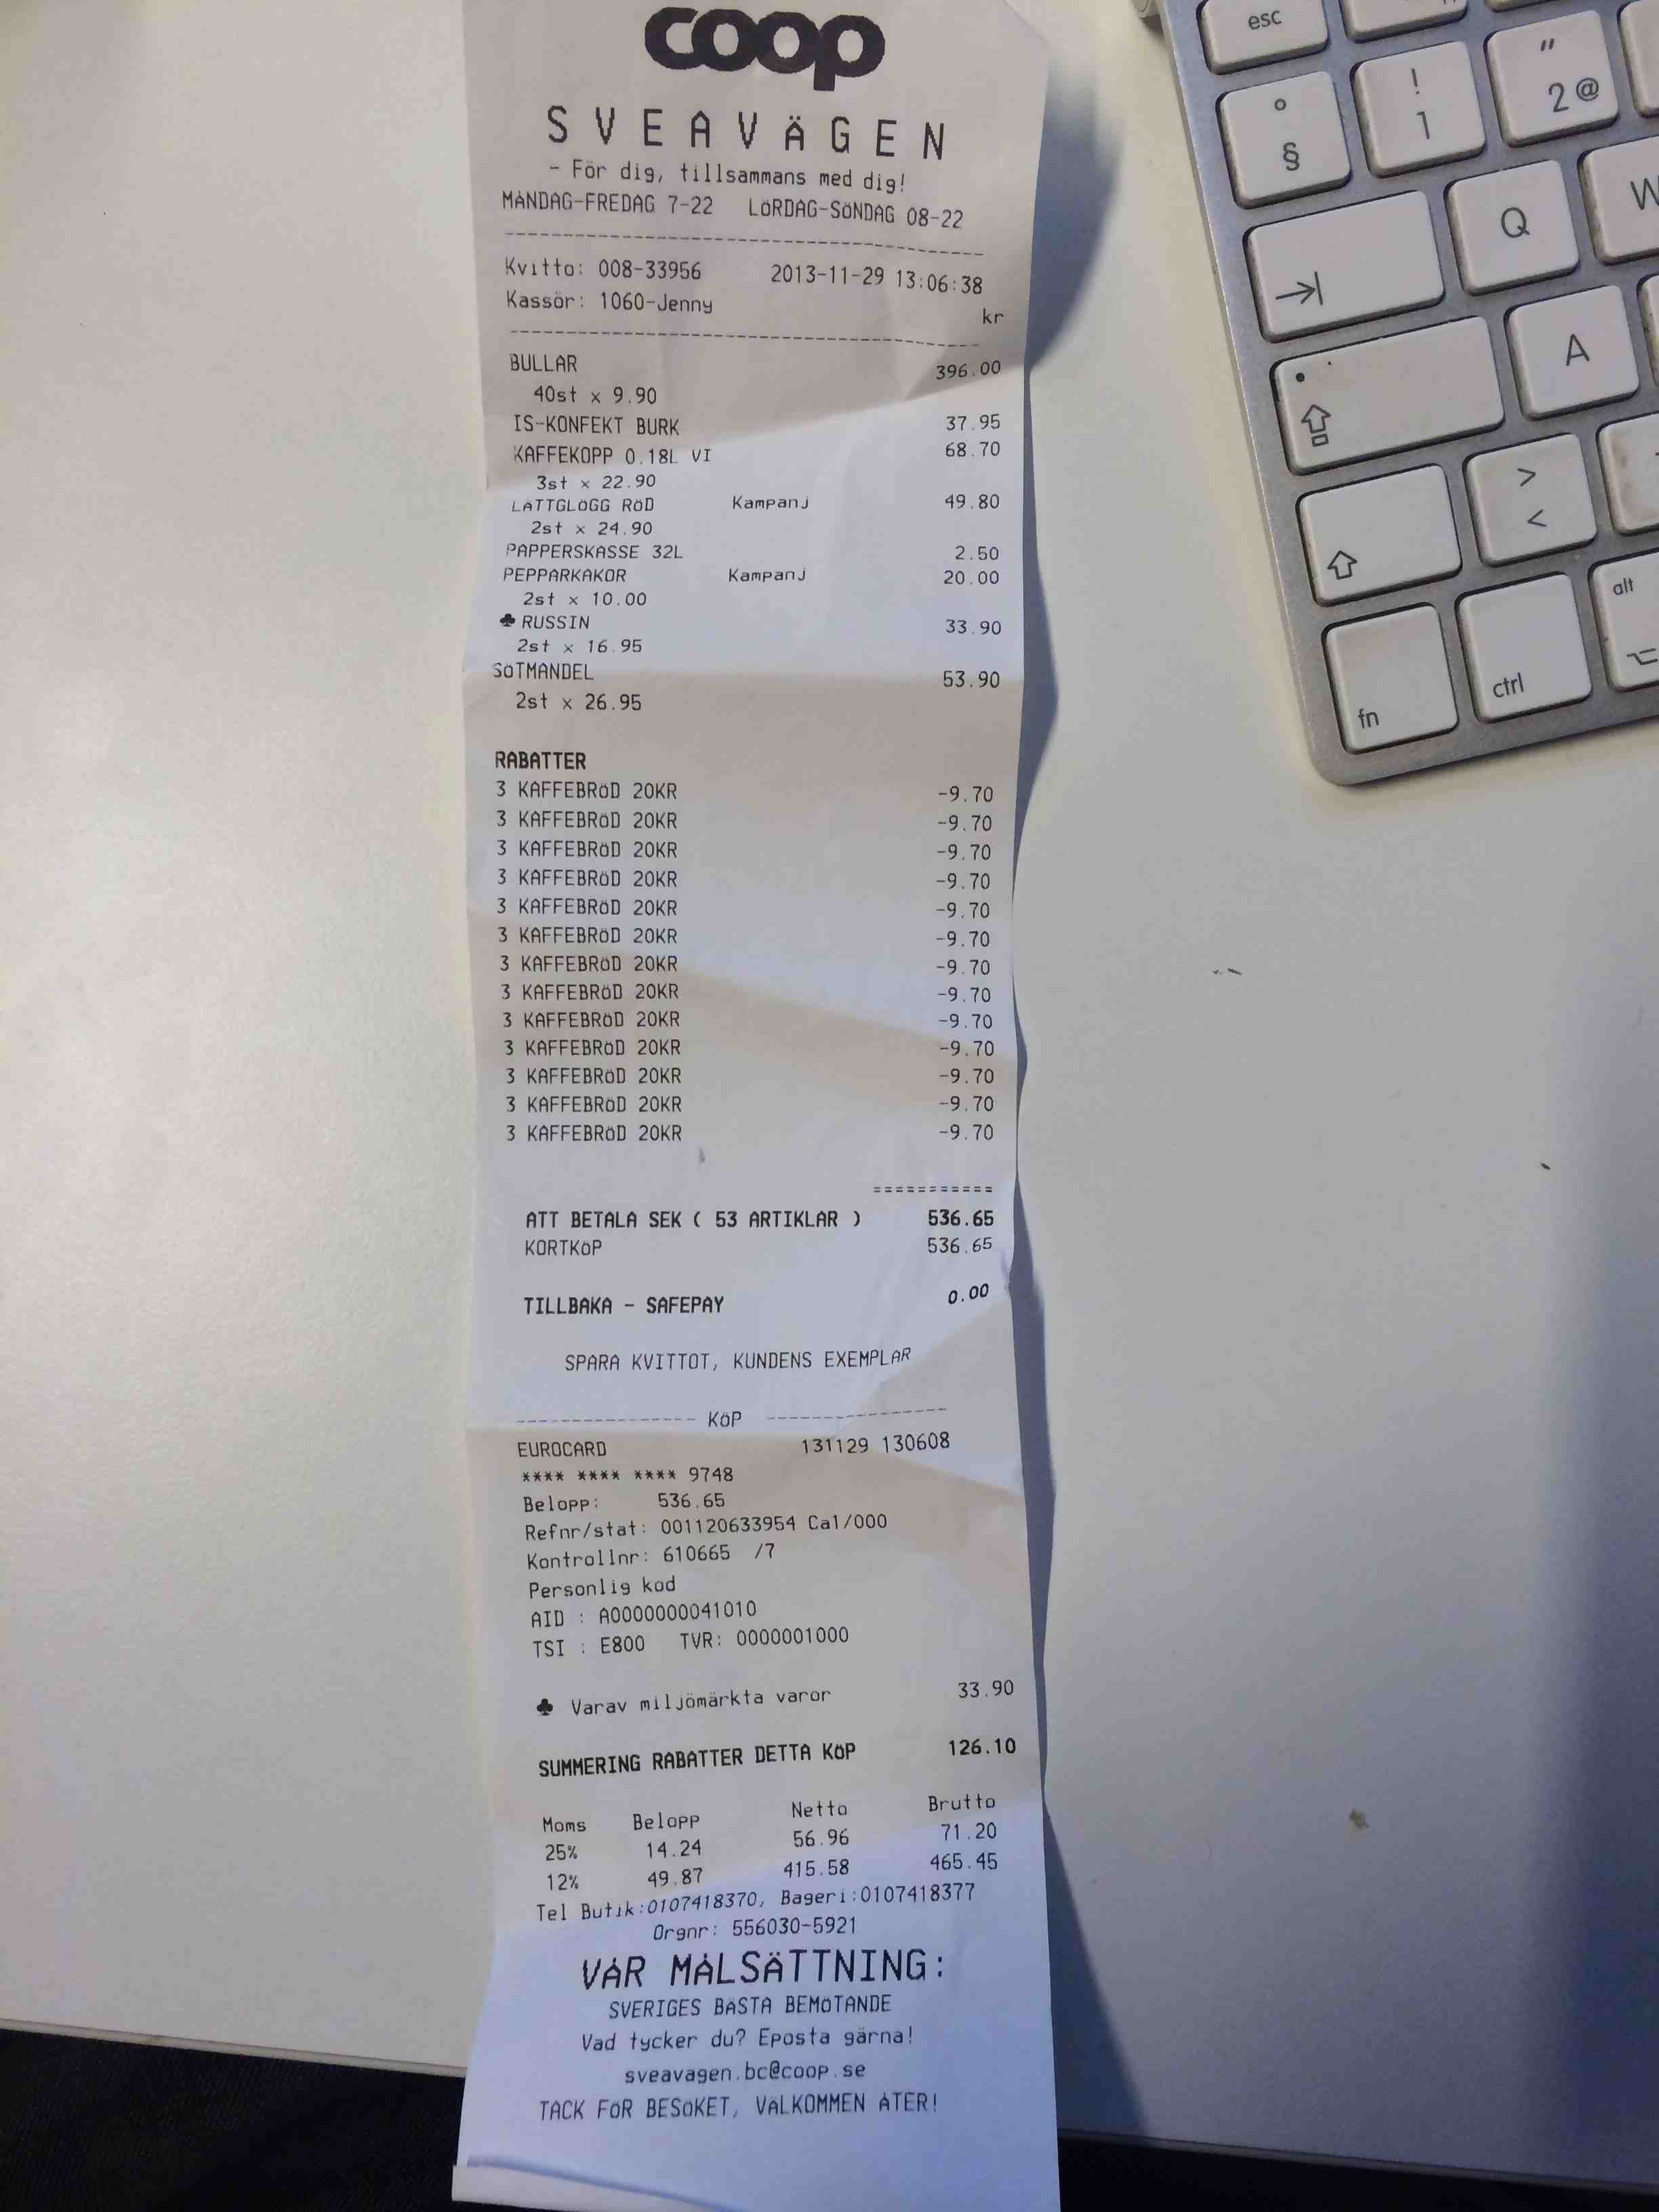 coop
SVEAVÄGEN
- För dig, tillsammans med dig!
MÅNDAG-FREDAG 7-22 LÖRDAG-SÖNDAG 08-22
Kvitto: 008-33956 2013-11-29 13:06:38
Kassör: 1060-Jenny
kr
BULLAR 396.00
40st x 9.90
IS-KONFEKT BURK 37.95
KAFFEKOPP 0.18L VI 68.70
3st x 22.90
LÄTTGLÖGG RÖD Kampanj 49.80
2st x 24.90
PAPPERSKASSE 32L 2.50
PEPPARKAKOR Kampanj 20.00
2st x 10.00
♣ RUSSIN 33.90
2st x 16.95
SÖTMANDEL 53.90
2st x 26.95
RABATTER
3 KAFFEBRÖD 20KR -9.70
3 KAFFEBRÖD 20KR -9.70
3 KAFFEBRÖD 20KR -9.70
3 KAFFEBRÖD 20KR -9.70
3 KAFFEBRÖD 20KR -9.70
3 KAFFEBRÖD 20KR -9.70
3 KAFFEBRÖD 20KR -9.70
3 KAFFEBRÖD 20KR -9.70
3 KAFFEBRÖD 20KR -9.70
3 KAFFEBRÖD 20KR -9.70
3 KAFFEBRÖD 20KR -9.70
3 KAFFEBRÖD 20KR -9.70
3 KAFFEBRÖD 20KR -9.70
===========
ATT BETALA SEK ( 53 ARTIKLAR ) 536.65
KORTKÖP 536.65
TILLBAKA - SAFEPAY 0.00
SPARA KVITTOT, KUNDENS EXEMPLAR
---------------- KÖP ----------------
EUROCARD 131129 130608
**** **** **** 9748
Belopp: 536.65
Refnr/stat: 001120633954 Ca1/000
Kontrollnr: 610665 /7
Personlig kod
AID : A0000000041010
TSI : E800 TVR: 0000001000
♣ Varav miljömärkta varor 33.90
SUMMERING RABATTER DETTA KÖP 126.10
Moms Belopp Netto Brutto
25% 14.24 56.96 71.20
12% 49.87 415.58 465.45
Tel Butik:0107418370, Bageri:0107418377
Orgnr: 556030-5921
VÅR MÅLSÄTTNING:
SVERIGES BÄSTA BEMÖTANDE
Vad tycker du? Eposta gärna!
sveavagen.bc@coop.se
TACK FÖR BESÖKET, VÄLKOMMEN ÅTER!
esc
° §
! 1
" 2 @
Q
W
A
> <
fn
ctrl
alt